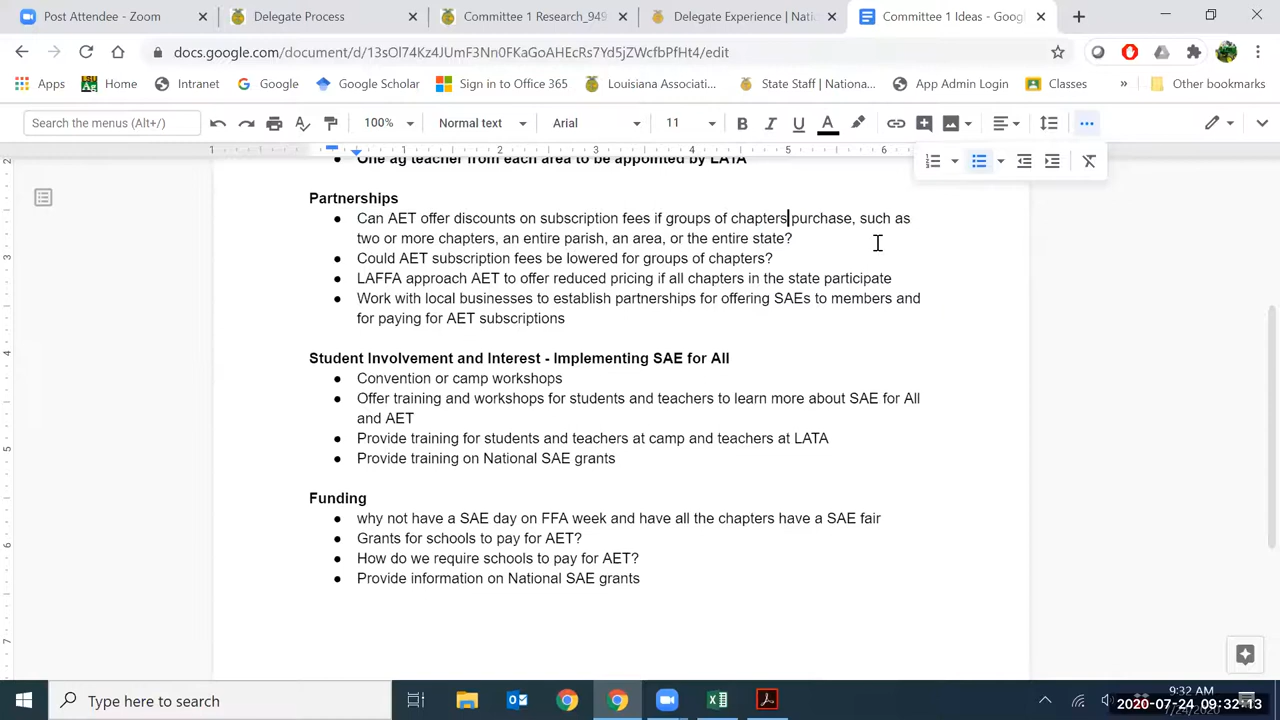 Post Attendee - Zoom
Delegate Process
Committee 1 Research_949
Delegate Experience | Natio
Committee 1 Ideas - Goog
docs.google.com/document/d/13sOl74Kz4JUmF3Nn0FKaGoAHEcRs7Yd5jZWcfbPfHt4/edit
Apps
Home
Intranet
Google
Google Scholar
Sign in to Office 365
Louisiana Associati...
State Staff | Nationa...
App Admin Login
Classes
»
Other bookmarks
Search the menus (Alt+/)
100%
Normal text
Arial
11
One ag teacher from each area to be appointed by LATA
Partnerships
● Can AET offer discounts on subscription fees if groups of chapters purchase, such as
two or more chapters, an entire parish, an area, or the entire state?
● Could AET subscription fees be lowered for groups of chapters?
● LAFFA approach AET to offer reduced pricing if all chapters in the state participate
● Work with local businesses to establish partnerships for offering SAEs to members and
for paying for AET subscriptions
Student Involvement and Interest - Implementing SAE for All
● Convention or camp workshops
● Offer training and workshops for students and teachers to learn more about SAE for All
and AET
● Provide training for students and teachers at camp and teachers at LATA
● Provide training on National SAE grants
Funding
● why not have a SAE day on FFA week and have all the chapters have a SAE fair
● Grants for schools to pay for AET?
● How do we require schools to pay for AET?
● Provide information on National SAE grants
Type here to search
9:32 AM
2020-07-24 09:32:13